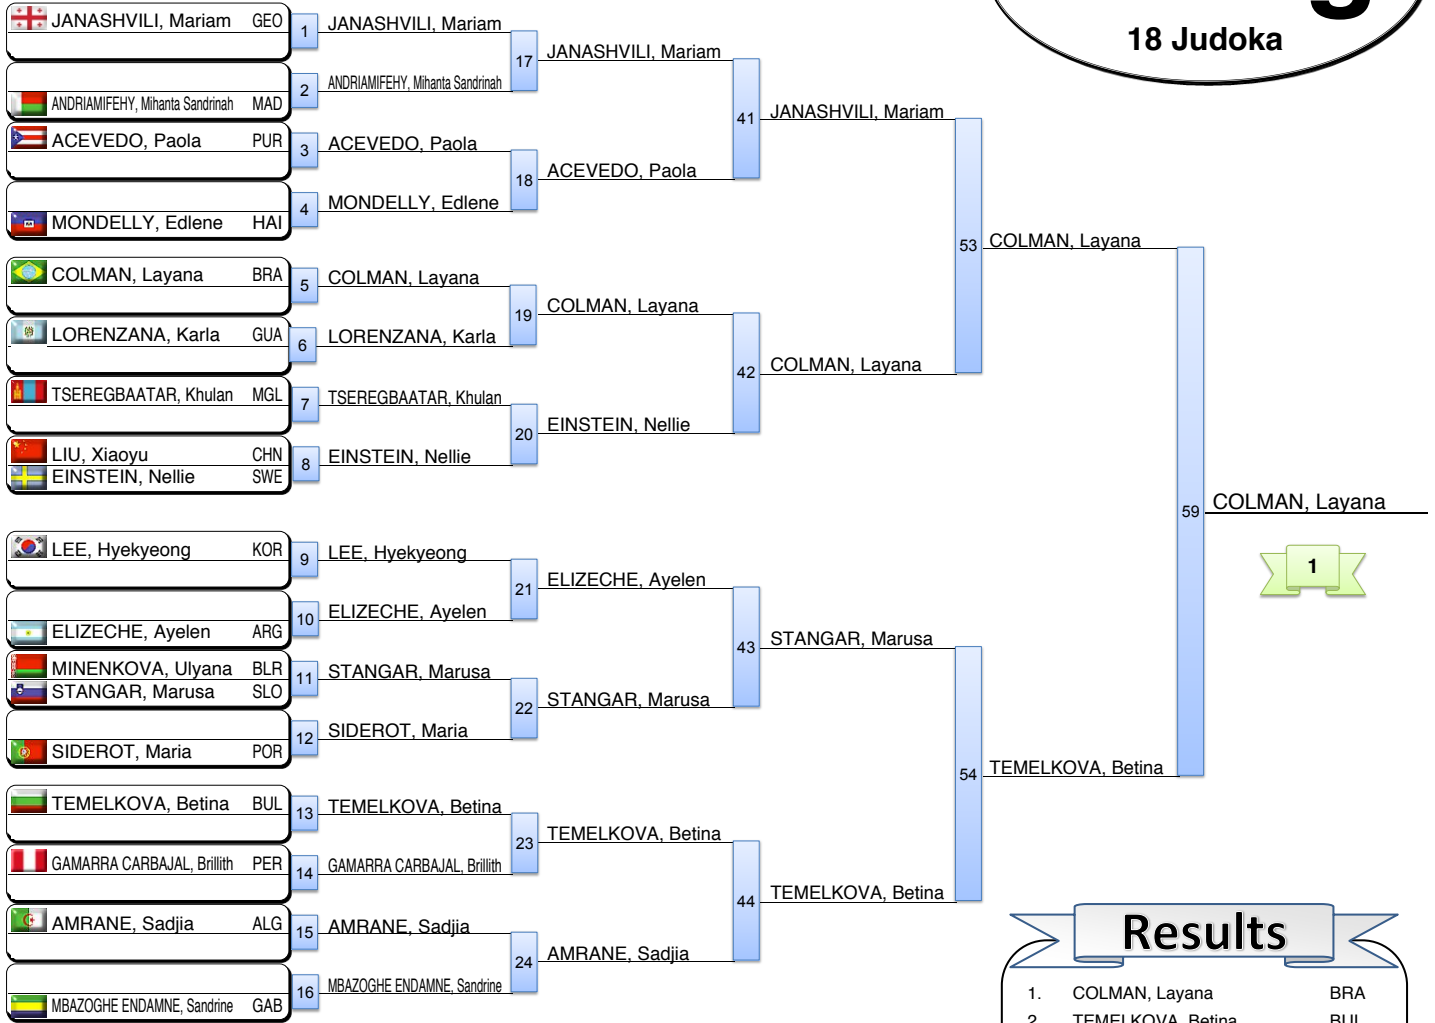 18 Judoka
JANASHVILI, Mariam GEO
ANDRIAMIFEHY, Mihanta Sandrinah MAD
ACEVEDO, Paola PUR
MONDELLY, Edlene HAI
COLMAN, Layana BRA
LORENZANA, Karla GUA
TSEREGBAATAR, Khulan MGL
LIU, Xiaoyu CHN
EINSTEIN, Nellie SWE
LEE, Hyekyeong KOR
ELIZECHE, Ayelen ARG
MINENKOVA, Ulyana BLR
STANGAR, Marusa SLO
SIDEROT, Maria POR
TEMELKOVA, Betina BUL
GAMARRA CARBAJAL, Brillith PER
AMRANE, Sadjia ALG
MBAZOGHE ENDAMNE, Sandrine GAB
1 JANASHVILI, Mariam
2 ANDRIAMIFEHY, Mihanta Sandrinah
3 ACEVEDO, Paola
4 MONDELLY, Edlene
5 COLMAN, Layana
6 LORENZANA, Karla
7 TSEREGBAATAR, Khulan
8 EINSTEIN, Nellie
9 LEE, Hyekyeong
10 ELIZECHE, Ayelen
11 STANGAR, Marusa
12 SIDEROT, Maria
13 TEMELKOVA, Betina
14 GAMARRA CARBAJAL, Brillith
15 AMRANE, Sadjia
16 MBAZOGHE ENDAMNE, Sandrine
17 JANASHVILI, Mariam
18 ACEVEDO, Paola
19 COLMAN, Layana
20 EINSTEIN, Nellie
21 ELIZECHE, Ayelen
22 STANGAR, Marusa
23 TEMELKOVA, Betina
24 AMRANE, Sadjia
41 JANASHVILI, Mariam
42 COLMAN, Layana
43 STANGAR, Marusa
44 TEMELKOVA, Betina
53 COLMAN, Layana
54 TEMELKOVA, Betina
59 COLMAN, Layana
1
Results
1. COLMAN, Layana BRA
2. TEMELKOVA, Betina BUL